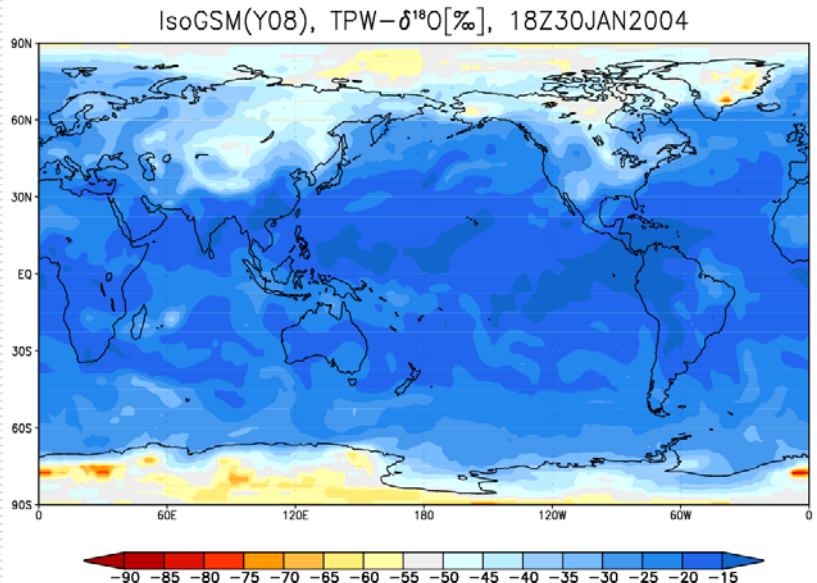 IsoGSM(Y08), TPW-δ¹⁸O[‰], 18Z30JAN2004
90N
60N
30N
EQ
30S
60S
90S
0 60E 120E 180 120W 60W 0
-90 -85 -80 -75 -70 -65 -60 -55 -50 -45 -40 -35 -30 -25 -20 -15